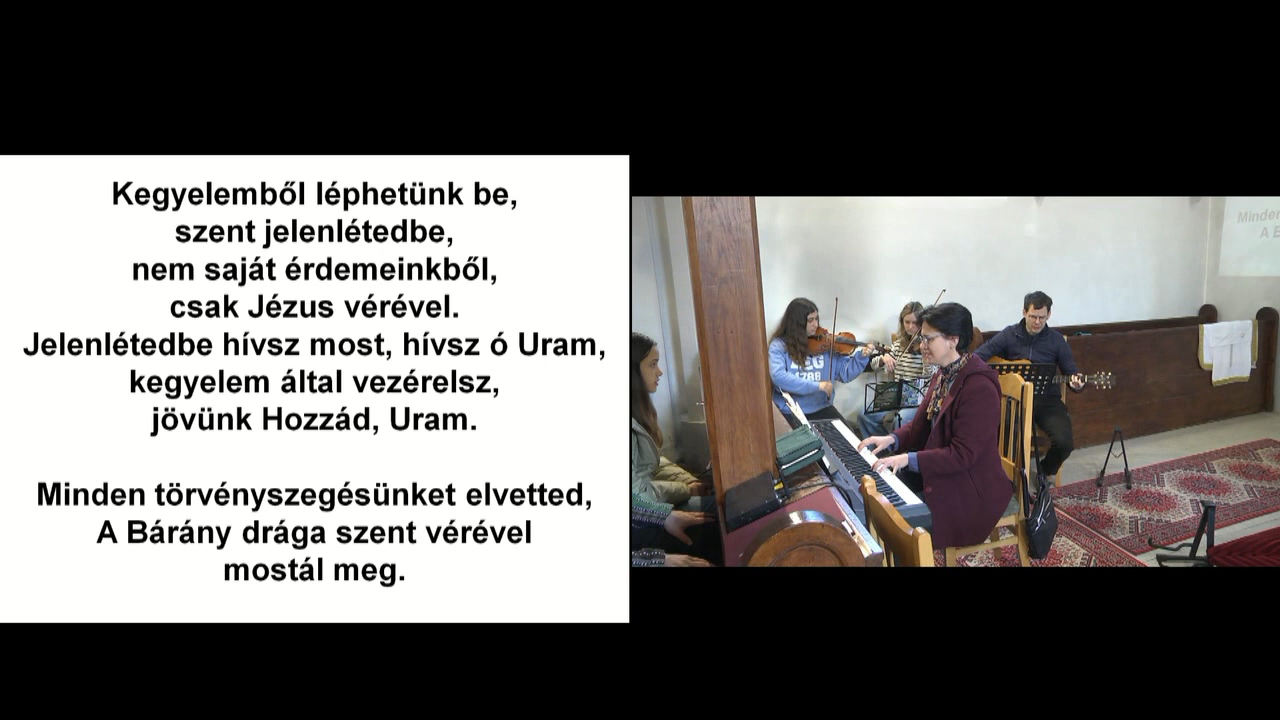 Kegyelemből léphetünk be,
szent jelenlétedbe,
nem saját érdemeinkből,
csak Jézus vérével.
Jelenlétedbe hívsz most, hívsz ó Uram,
kegyelem által vezérelsz,
jövünk Hozzád, Uram.
Minden törvényszegésünket elvetted,
A Bárány drága szent vérével
mostál meg.
Minden
A B